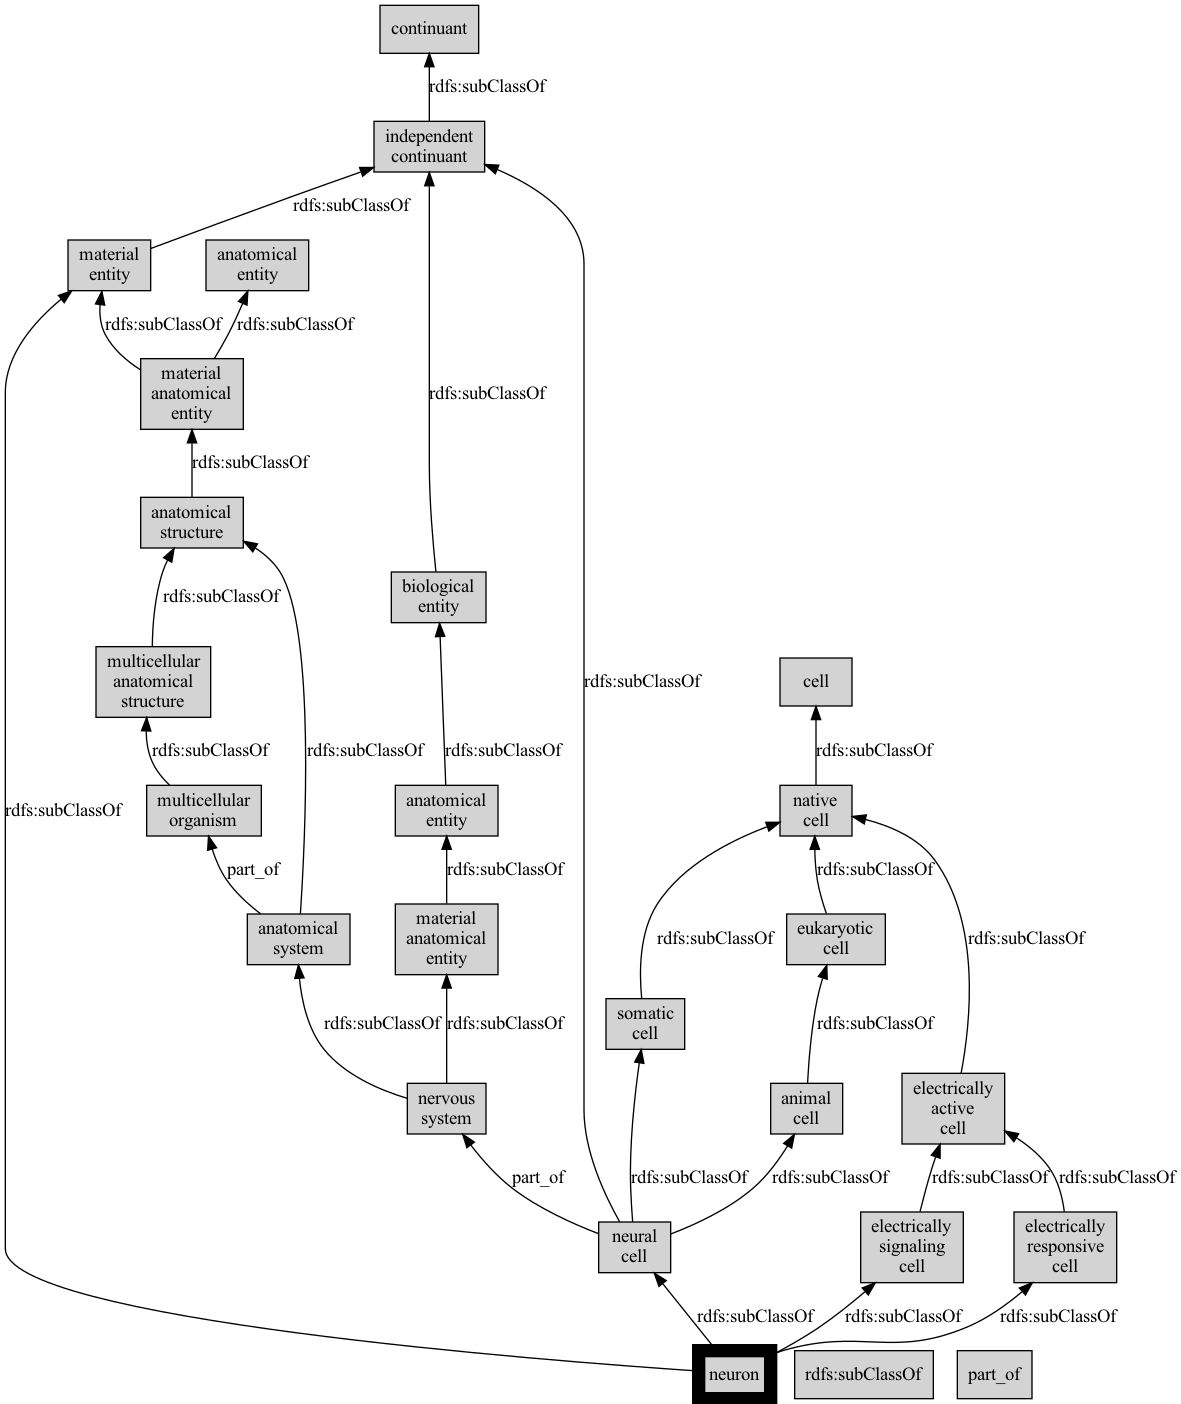 continuant
rdfs:subClassOf
independent
continuant
rdfs:subClassOf
material
entity
anatomical
entity
rdfs:subClassOf
rdfs:subClassOf
material
anatomical
entity
rdfs:subClassOf
rdfs:subClassOf
anatomical
structure
biological
entity
rdfs:subClassOf
multicellular
anatomical
structure
rdfs:subClassOf
cell
rdfs:subClassOf
rdfs:subClassOf
rdfs:subClassOf
rdfs:subClassOf
rdfs:subClassOf
multicellular
organism
anatomical
entity
native
cell
part_of
rdfs:subClassOf
rdfs:subClassOf
anatomical
system
material
anatomical
entity
rdfs:subClassOf
eukaryotic
cell
rdfs:subClassOf
somatic
cell
rdfs:subClassOf
rdfs:subClassOf
rdfs:subClassOf
nervous
system
animal
cell
electrically
active
cell
part_of
rdfs:subClassOf
rdfs:subClassOf
rdfs:subClassOf
rdfs:subClassOf
neural
cell
electrically
signaling
cell
electrically
responsive
cell
rdfs:subClassOf
rdfs:subClassOf
rdfs:subClassOf
neuron
rdfs:subClassOf
part_of